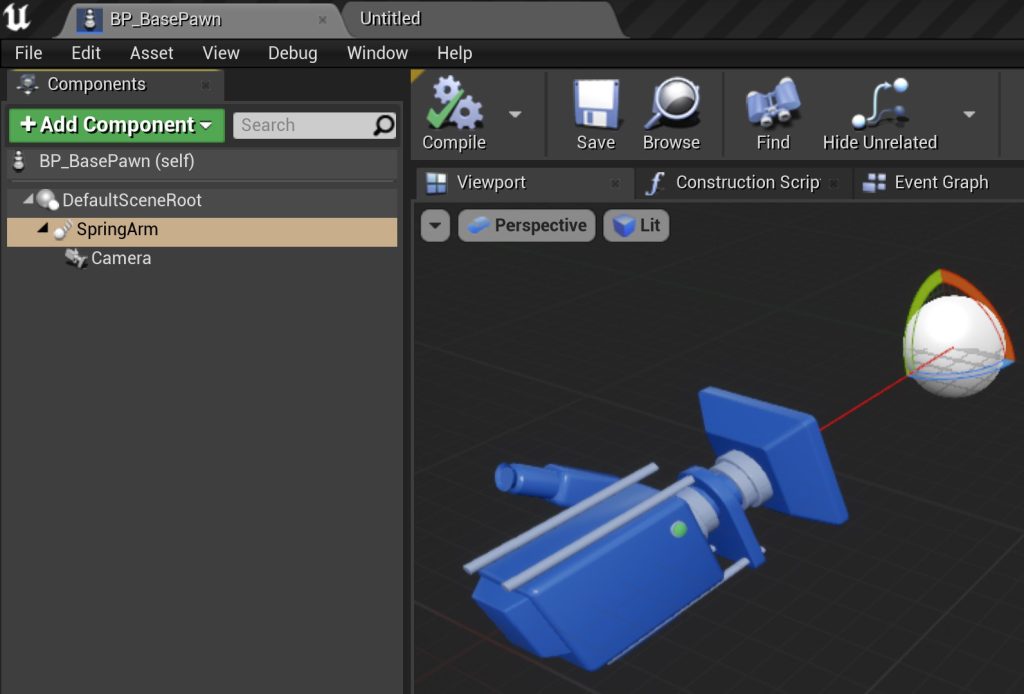 BP_BasePawn
Untitled
File Edit Asset View Debug Window Help
Components
+Add Component
Search
BP_BasePawn (self)
DefaultSceneRoot
SpringArm
Camera
Compile
Save
Browse
Find
Hide Unrelated
Viewport
Construction Scrip
Event Graph
Perspective
Lit